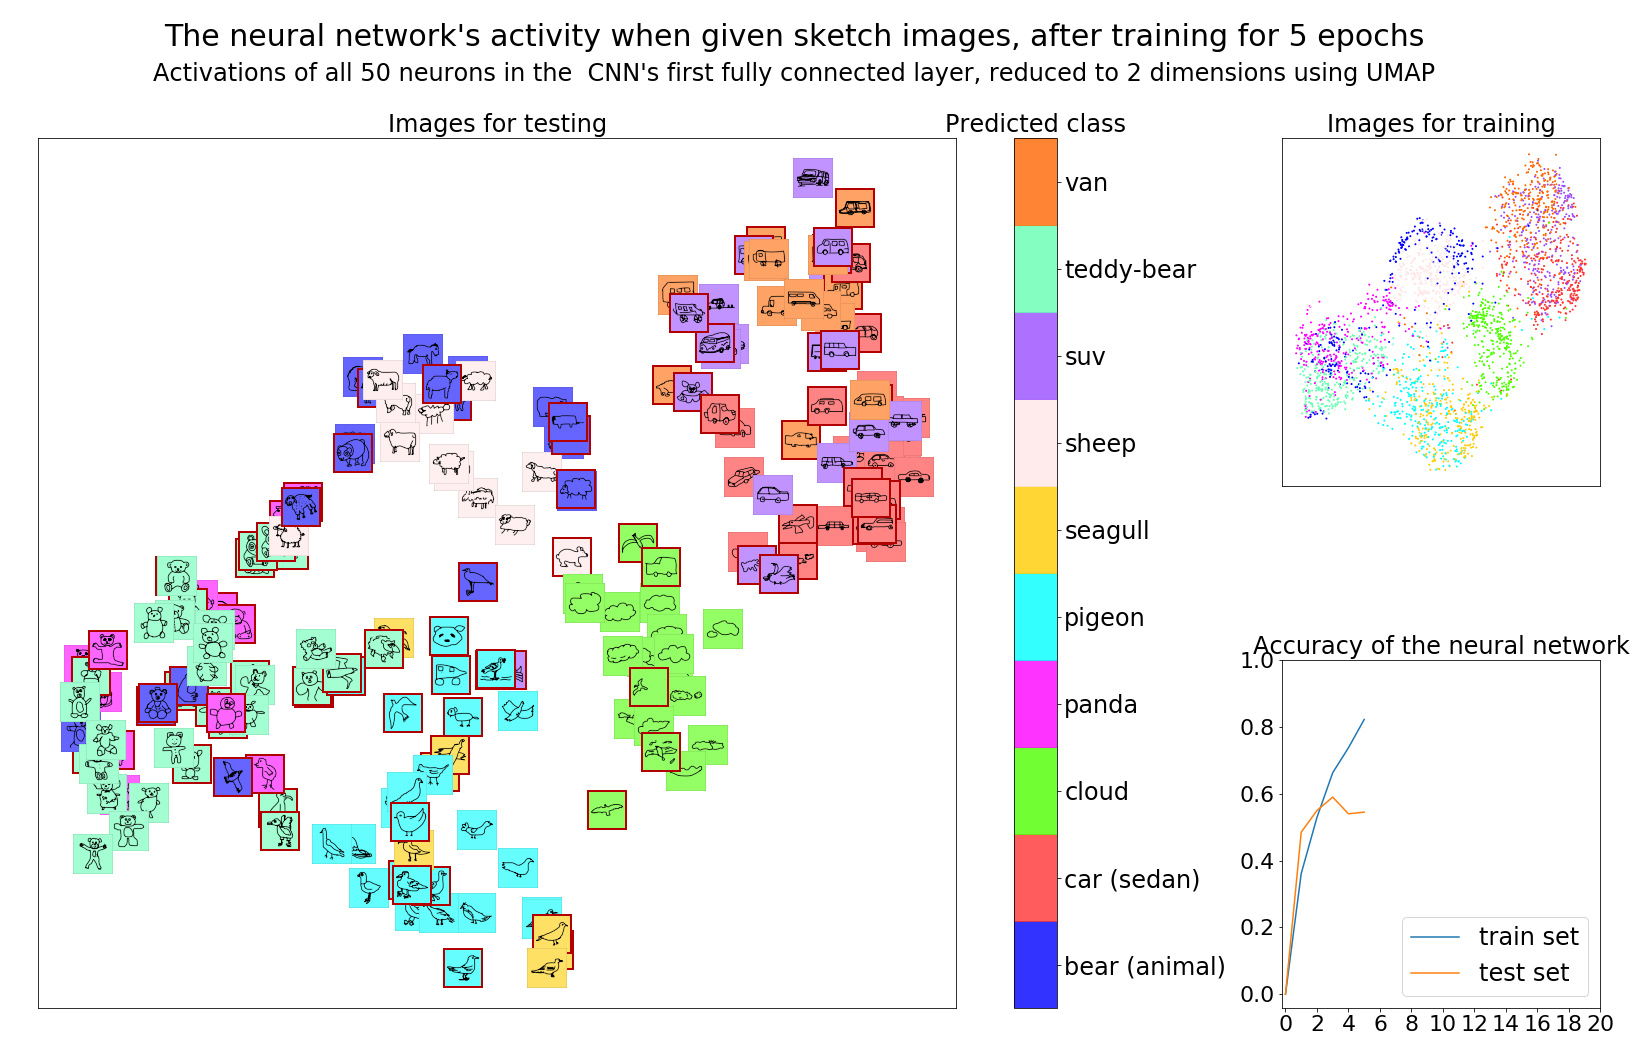 The neural network's activity when given sketch images, after training for 5 epochs
Activations of all 50 neurons in the  CNN's first fully connected layer, reduced to 2 dimensions using UMAP
Images for testing
Predicted class
van
teddy-bear
suv
sheep
seagull
pigeon
panda
cloud
car (sedan)
bear (animal)
Images for training
Accuracy of the neural network
1.0
0.8
0.6
0.4
0.2
0.0
train set
test set
0 2 4 6 8 10 12 14 16 18 20